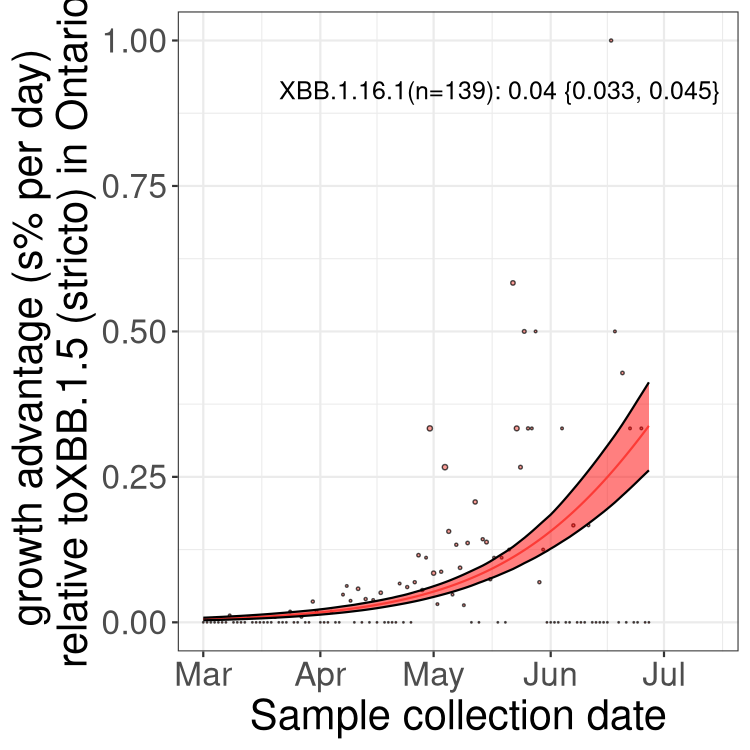 growth advantage (s% per day)
relative toXBB.1.5 (stricto) in Ontario
1.00
0.75
0.50
0.25
0.00
XBB.1.16.1(n=139): 0.04 {0.033, 0.045}
Mar Apr May Jun Jul
Sample collection date